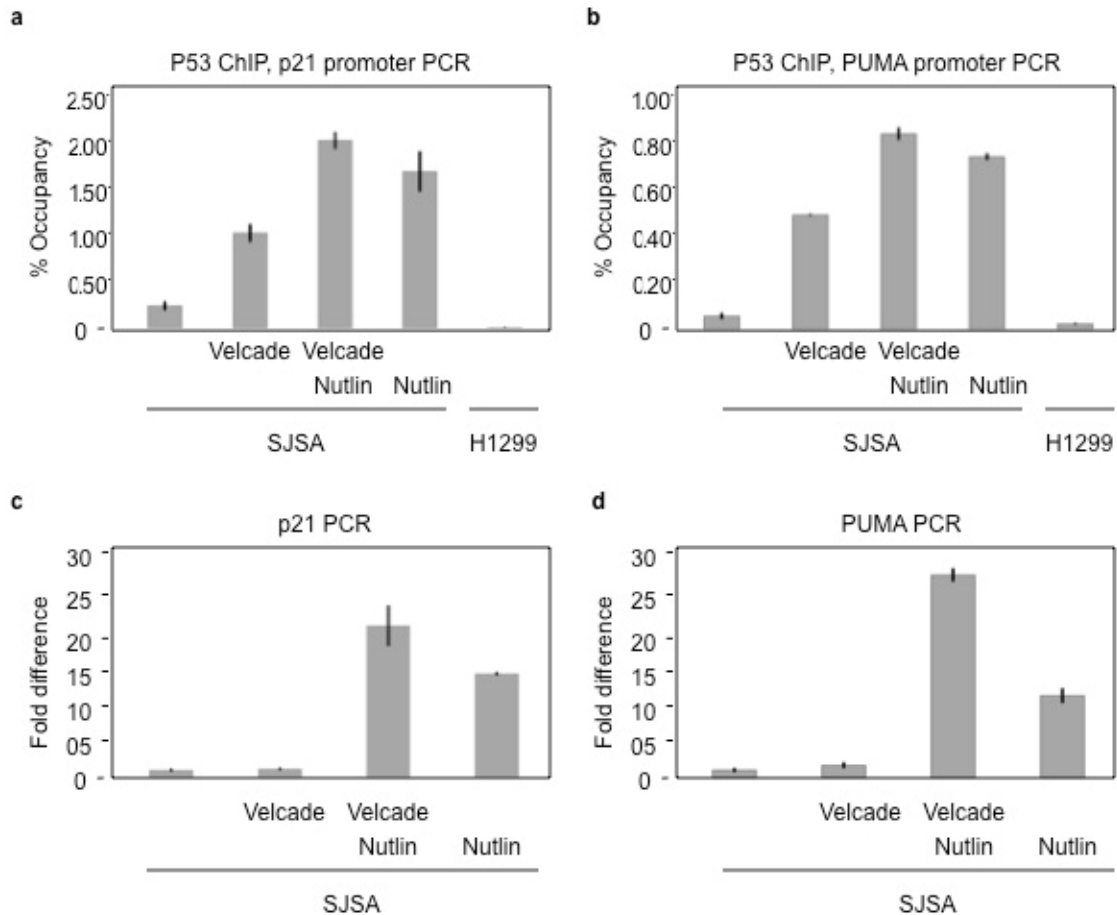 a
P53 ChIP, p21 promoter PCR
% Occupancy
2.50
2.00
1.50
1.00
0.50
0
Velcade Velcade
Nutlin Nutlin
SJSA H1299
b
P53 ChIP, PUMA promoter PCR
% Occupancy
1.00
0.80
0.60
0.40
0.20
0
Velcade Velcade
Nutlin Nutlin
SJSA H1299
c
p21 PCR
Fold difference
30
25
20
15
10
05
0
Velcade Velcade
Nutlin Nutlin
SJSA
d
PUMA PCR
Fold difference
30
25
20
15
10
05
0
Velcade Velcade
Nutlin Nutlin
SJSA